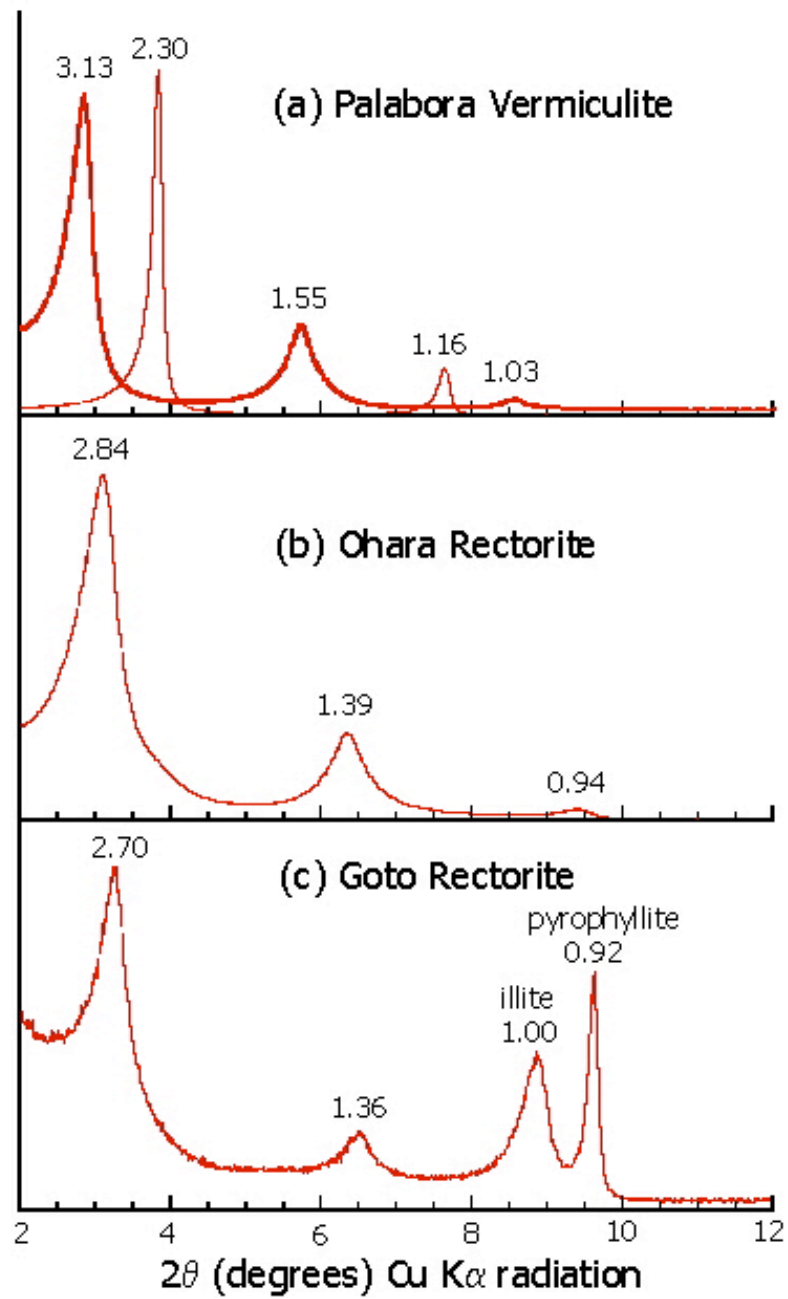 2.30
3.13
(a) Palabora Vermiculite
1.55
1.16
1.03
2.84
(b) Ohara Rectorite
1.39
0.94
2.70
(c) Goto Rectorite
pyrophyllite
0.92
illite
1.00
1.36
2 4 6 8 10 12
2θ (degrees) Cu Kα radiation